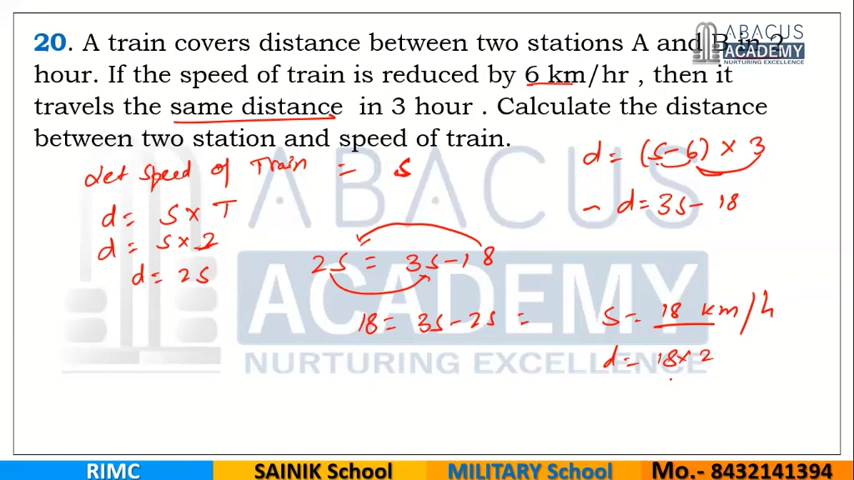 ABACUS
ACADEMY
NURTURING EXCELLENCE
20. A train covers distance between two stations A and B in 2
hour. If the speed of train is reduced by 6 km/hr , then it
travels the same distance in 3 hour . Calculate the distance
between two station and speed of train.
Let Speed of Train = s
d = (s-6) × 3
d = s × T
- d = 3s - 18
d = s × 2
d = 2s
2s = 3s-18
18 = 3s-2s =
s = 18 km/h
d = 18×2
ABACUS
ACADEMY
NURTURING EXCELLENCE
RIMC SAINIK School MILITARY School Mo.- 8432141394